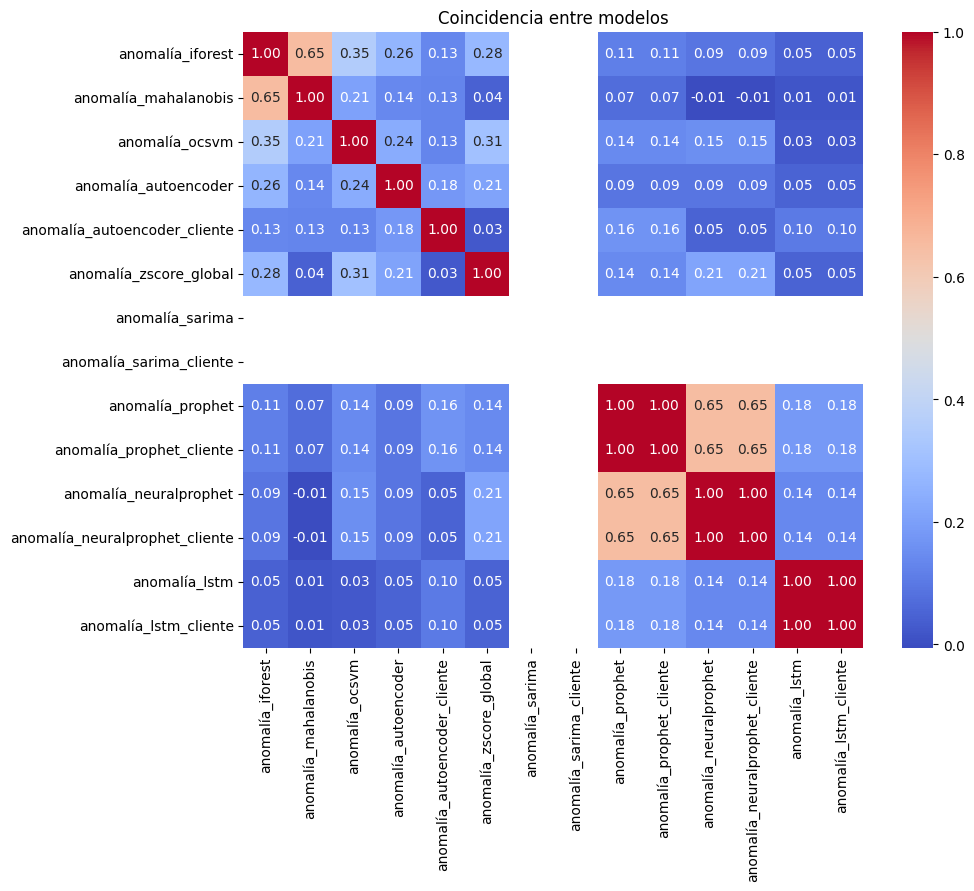 Coincidencia entre modelos
anomalía_iforest 1.00 0.65 0.35 0.26 0.13 0.28 0.11 0.11 0.09 0.09 0.05 0.05
anomalía_mahalanobis 0.65 1.00 0.21 0.14 0.13 0.04 0.07 0.07 -0.01 -0.01 0.01 0.01
anomalía_ocsvm 0.35 0.21 1.00 0.24 0.13 0.31 0.14 0.14 0.15 0.15 0.03 0.03
anomalía_autoencoder 0.26 0.14 0.24 1.00 0.18 0.21 0.09 0.09 0.09 0.09 0.05 0.05
anomalía_autoencoder_cliente 0.13 0.13 0.13 0.18 1.00 0.03 0.16 0.16 0.05 0.05 0.10 0.10
anomalía_zscore_global 0.28 0.04 0.31 0.21 0.03 1.00 0.14 0.14 0.21 0.21 0.05 0.05
anomalía_sarima
anomalía_sarima_cliente
anomalía_prophet 0.11 0.07 0.14 0.09 0.16 0.14 1.00 1.00 0.65 0.65 0.18 0.18
anomalía_prophet_cliente 0.11 0.07 0.14 0.09 0.16 0.14 1.00 1.00 0.65 0.65 0.18 0.18
anomalía_neuralprophet 0.09 -0.01 0.15 0.09 0.05 0.21 0.65 0.65 1.00 1.00 0.14 0.14
anomalía_neuralprophet_cliente 0.09 -0.01 0.15 0.09 0.05 0.21 0.65 0.65 1.00 1.00 0.14 0.14
anomalía_lstm 0.05 0.01 0.03 0.05 0.10 0.05 0.18 0.18 0.14 0.14 1.00 1.00
anomalía_lstm_cliente 0.05 0.01 0.03 0.05 0.10 0.05 0.18 0.18 0.14 0.14 1.00 1.00
anomalía_iforest
anomalía_mahalanobis
anomalía_ocsvm
anomalía_autoencoder
anomalía_autoencoder_cliente
anomalía_zscore_global
anomalía_sarima
anomalía_sarima_cliente
anomalía_prophet
anomalía_prophet_cliente
anomalía_neuralprophet
anomalía_neuralprophet_cliente
anomalía_lstm
anomalía_lstm_cliente
1.0
0.8
0.6
0.4
0.2
0.0